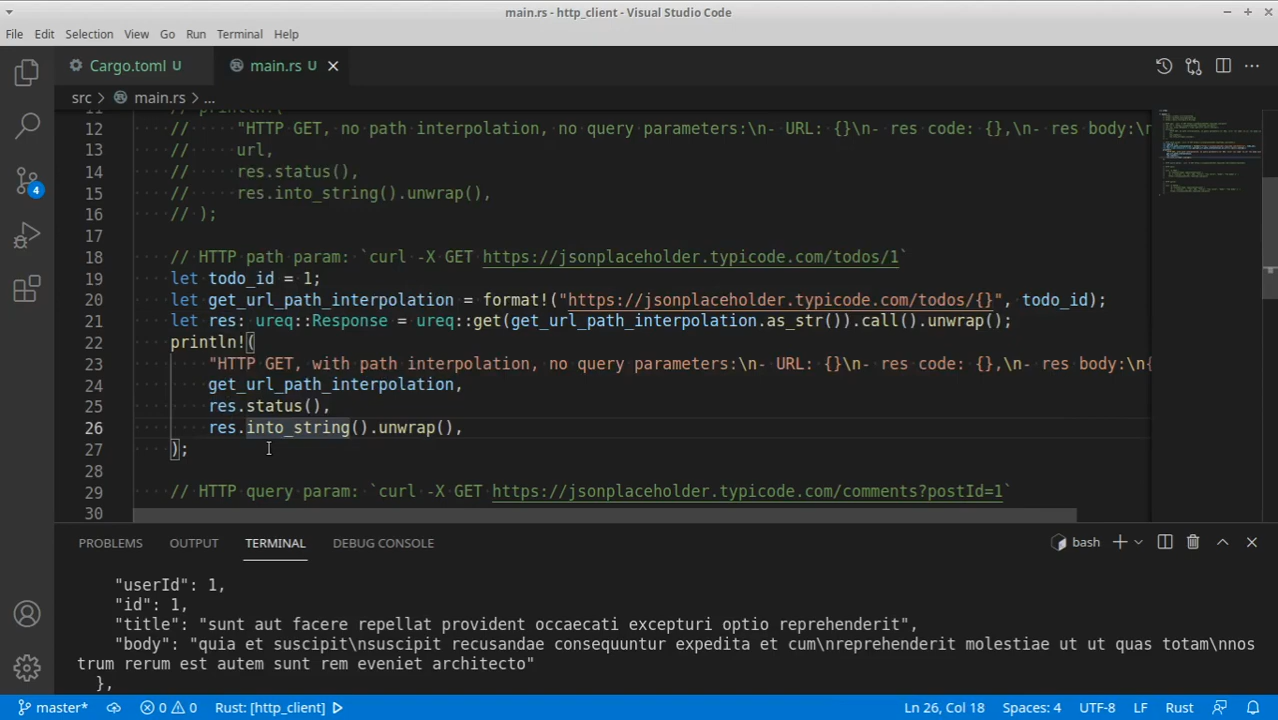 main.rs - http_client - Visual Studio Code
File Edit Selection View Go Run Terminal Help
Cargo.toml U main.rs U
src > main.rs > ...
11 // println!(
12 // "HTTP GET, no path interpolation, no query parameters:\n- URL: {}\n- res code: {},\n- res body:\n
13 // url,
14 // res.status(),
15 // res.into_string().unwrap(),
16 // );
17
18 // HTTP path param: `curl -X GET https://jsonplaceholder.typicode.com/todos/1`
19 let todo_id = 1;
20 let get_url_path_interpolation = format!("https://jsonplaceholder.typicode.com/todos/{}", todo_id);
21 let res: ureq::Response = ureq::get(get_url_path_interpolation.as_str()).call().unwrap();
22 println!(
23 "HTTP GET, with path interpolation, no query parameters:\n- URL: {}\n- res code: {},\n- res body:\n{
24 get_url_path_interpolation,
25 res.status(),
26 res.into_string().unwrap(),
27 );
28
29 // HTTP query param: `curl -X GET https://jsonplaceholder.typicode.com/comments?postId=1`
30
4
PROBLEMS OUTPUT TERMINAL DEBUG CONSOLE bash
"userId": 1,
"id": 1,
"title": "sunt aut facere repellat provident occaecati excepturi optio reprehenderit",
"body": "quia et suscipit\nsuscipit recusandae consequuntur expedita et cum\nreprehenderit molestiae ut ut quas totam\nnos
trum rerum est autem sunt rem eveniet architecto"
},
master* 0 0 Rust: [http_client] Ln 26, Col 18 Spaces: 4 UTF-8 LF Rust